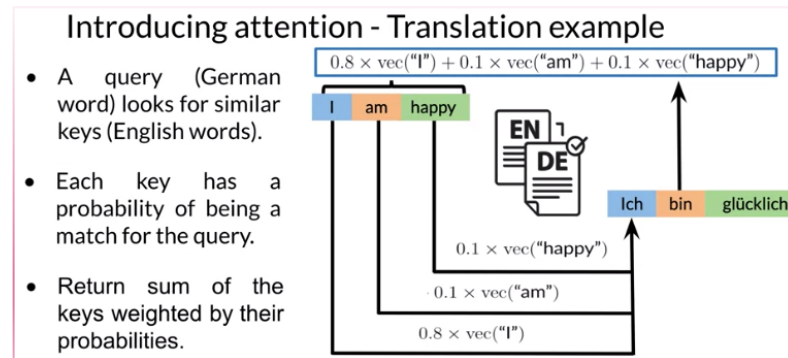 Introducing attention - Translation example
• A query (German
word) looks for similar
keys (English words).
• Each key has a
probability of being a
match for the query.
• Return sum of the
keys weighted by their
probabilities.
0.8 × vec("I") + 0.1 × vec("am") + 0.1 × vec("happy")
I am happy
EN
DE
Ich bin glücklich
0.1 × vec("happy")
0.1 × vec("am")
0.8 × vec("I")